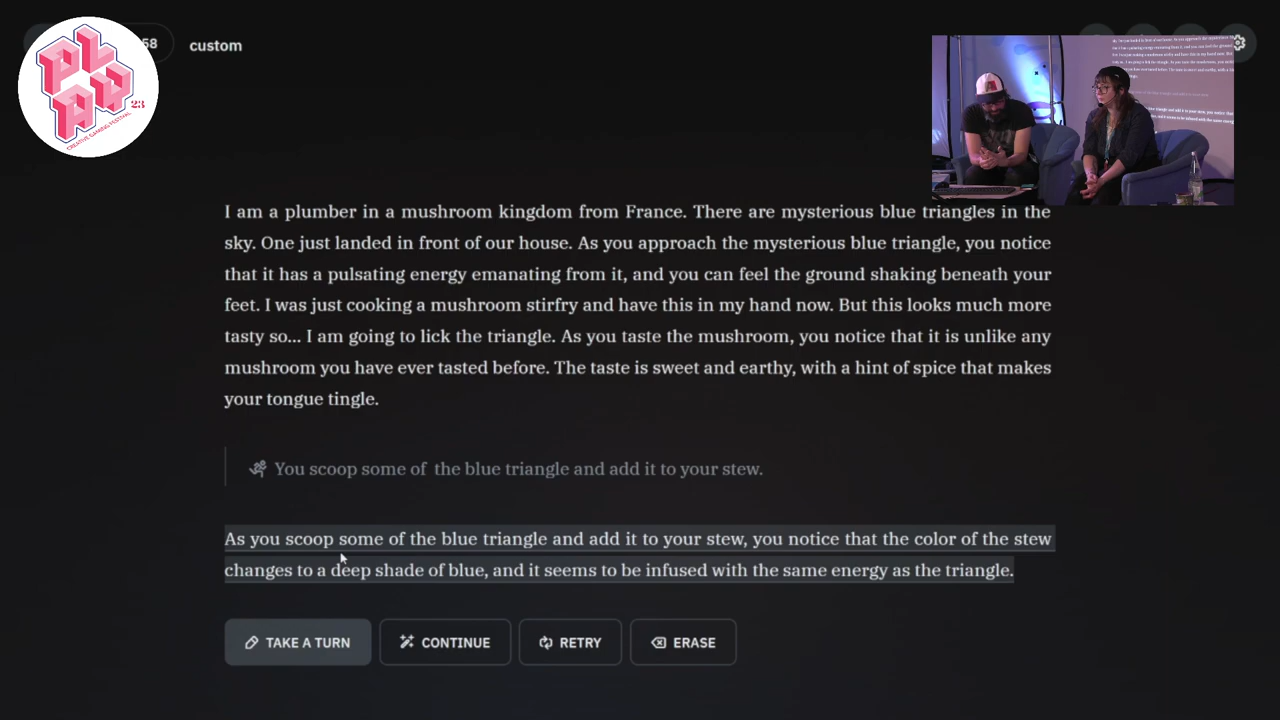 58
custom
PLAY
23
CREATIVE GAMING FESTIVAL
I am a plumber in a mushroom kingdom from France. There are mysterious blue triangles in the
sky. One just landed in front of our house. As you approach the mysterious blue triangle, you notice
that it has a pulsating energy emanating from it, and you can feel the ground shaking beneath your
feet. I was just cooking a mushroom stirfry and have this in my hand now. But this looks much more
tasty so... I am going to lick the triangle. As you taste the mushroom, you notice that it is unlike any
mushroom you have ever tasted before. The taste is sweet and earthy, with a hint of spice that makes
your tongue tingle.
You scoop some of  the blue triangle and add it to your stew.
As you scoop some of the blue triangle and add it to your stew, you notice that the color of the stew
changes to a deep shade of blue, and it seems to be infused with the same energy as the triangle.
TAKE A TURN
CONTINUE
RETRY
ERASE